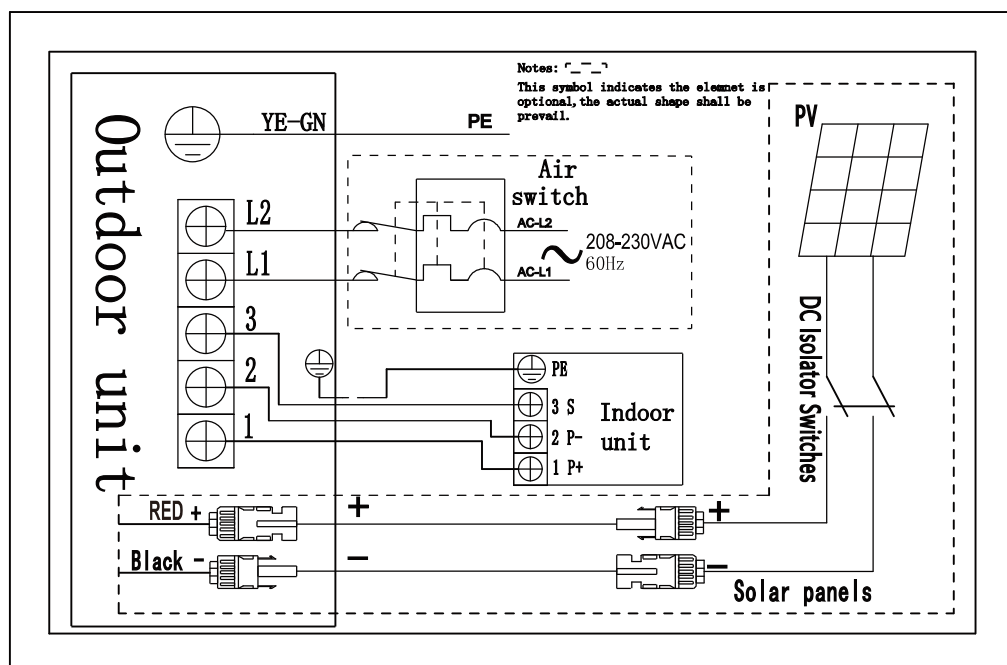 Notes:
This symbol indicates the elemnet is
optional, the actual shape shall be
prevail.
Outdoor unit
YE-GN
PE
Air
switch
L2
AC-L2
208-230VAC
60Hz
L1
AC-L1
3
2
1
PE
3 S
2 P-
1 P+
Indoor
unit
PV
DC Isolator Switches
RED +
+
+
Black -
-
-
Solar panels